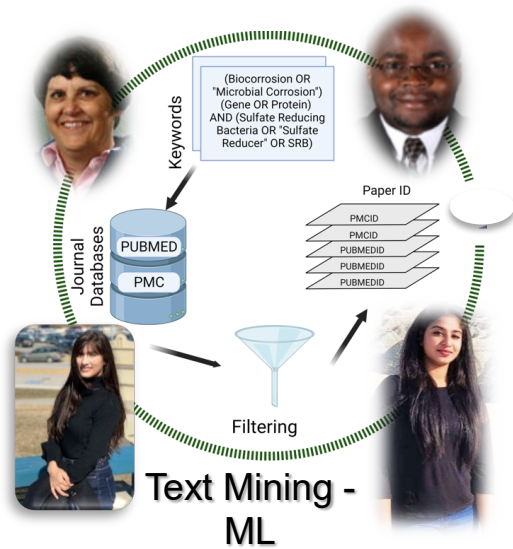 (Biocorrosion OR
"Microbial Corrosion")
(Gene OR Protein)
AND (Sulfate Reducing
Bacteria OR "Sulfate
Reducer" OR SRB)
Keywords
Paper ID
PMCID
PMCID
PUBMEDID
PUBMEDID
PUBMEDID
Journal
Databases
PUBMED
PMC
Filtering
Text Mining -
ML